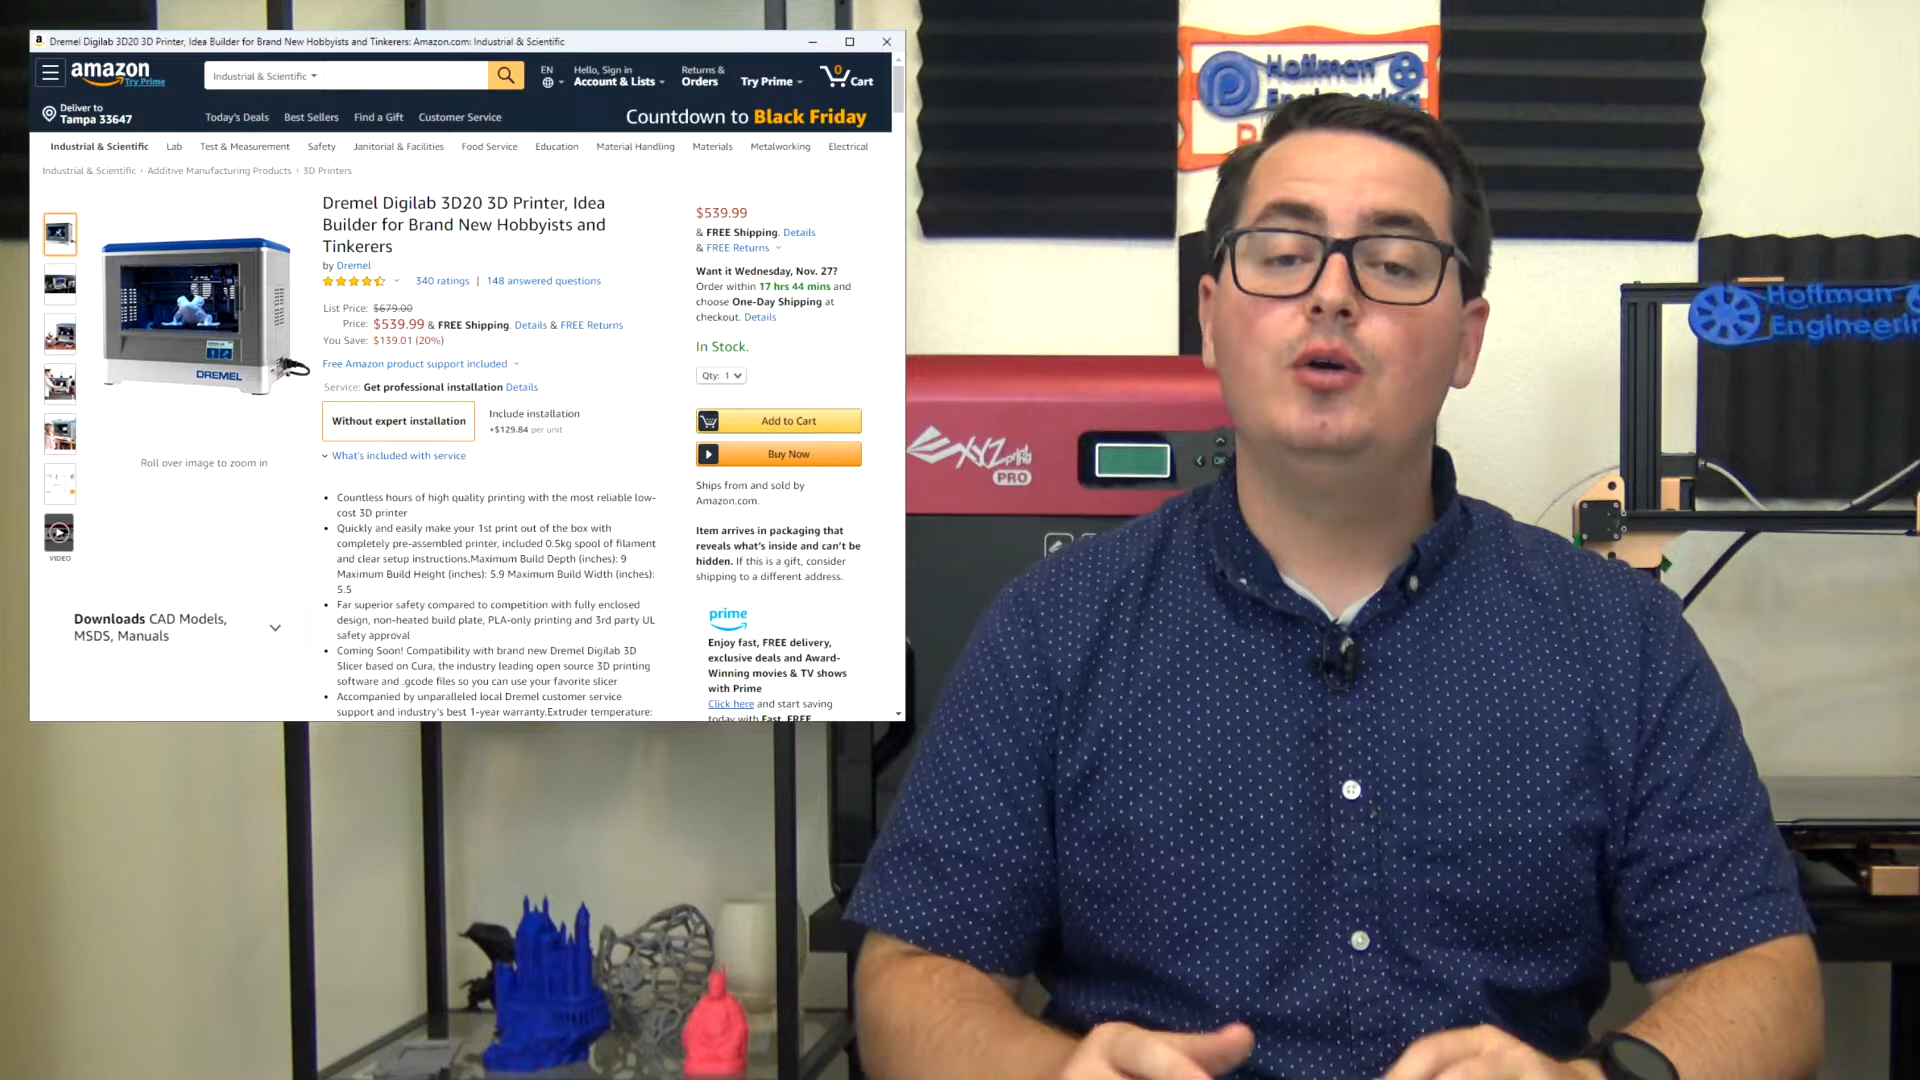 Dremel Digilab 3D20 3D Printer, Idea Builder for Brand New Hobbyists and Tinkerers: Amazon.com: Industrial & Scientific
amazon
Try Prime
Industrial & Scientific
EN
Hello, Sign in
Account & Lists
Returns &
Orders
Try Prime
0
Cart
Deliver to
Tampa 33647
Today's Deals
Best Sellers
Find a Gift
Customer Service
Countdown to Black Friday
Industrial & Scientific
Lab
Test & Measurement
Safety
Janitorial & Facilities
Food Service
Education
Material Handling
Materials
Metalworking
Electrical
Industrial & Scientific › Additive Manufacturing Products › 3D Printers
DREMEL
Roll over image to zoom in
VIDEO
Downloads CAD Models,
MSDS, Manuals
Dremel Digilab 3D20 3D Printer, Idea
Builder for Brand New Hobbyists and
Tinkerers
by Dremel
340 ratings | 148 answered questions
List Price: $679.00
Price: $539.99 & FREE Shipping. Details & FREE Returns
You Save: $139.01 (20%)
Free Amazon product support included
Service: Get professional installation Details
Without expert installation
Include installation
+$129.84 per unit
What's included with service
• Countless hours of high quality printing with the most reliable low-
cost 3D printer
• Quickly and easily make your 1st print out of the box with
completely pre-assembled printer, included 0.5kg spool of filament
and clear setup instructions.Maximum Build Depth (inches): 9
Maximum Build Height (inches): 5.9 Maximum Build Width (inches):
5.5
• Far superior safety compared to competition with fully enclosed
design, non-heated build plate, PLA-only printing and 3rd party UL
safety approval
• Coming Soon! Compatibility with brand new Dremel Digilab 3D
Slicer based on Cura, the industry leading open source 3D printing
software and .gcode files so you can use your favorite slicer
• Accompanied by unparalleled local Dremel customer service
support and industry's best 1-year warranty.Extruder temperature:
$539.99
& FREE Shipping. Details
& FREE Returns
Want it Wednesday, Nov. 27?
Order within 17 hrs 44 mins and
choose One-Day Shipping at
checkout. Details
In Stock.
Qty: 1
Add to Cart
Buy Now
Ships from and sold by
Amazon.com.
Item arrives in packaging that
reveals what's inside and can't be
hidden. If this is a gift, consider
shipping to a different address.
prime
Enjoy fast, FREE delivery,
exclusive deals and Award-
Winning movies & TV shows
with Prime
Click here and start saving
today with Fast, FREE
Hoffman
Engineering
XYZprinting
PRO
OK
Hoffman
Engineering